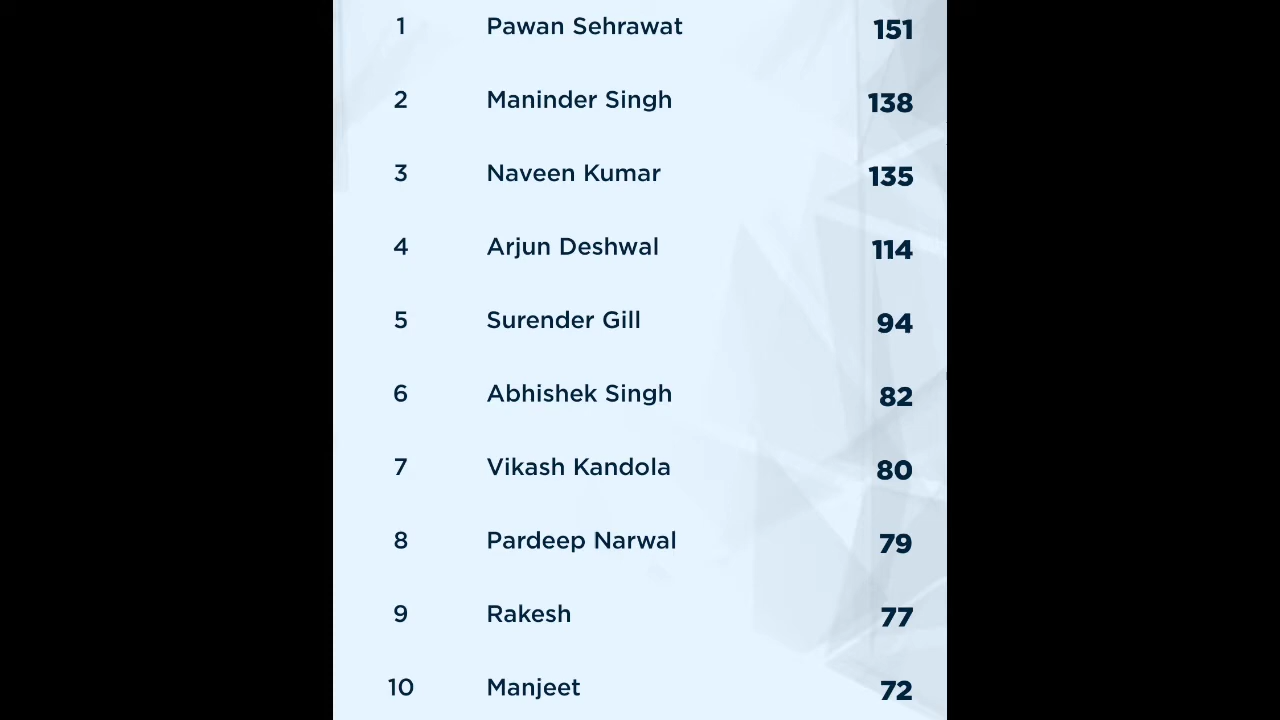 1 Pawan Sehrawat 151
2 Maninder Singh 138
3 Naveen Kumar 135
4 Arjun Deshwal 114
5 Surender Gill 94
6 Abhishek Singh 82
7 Vikash Kandola 80
8 Pardeep Narwal 79
9 Rakesh 77
10 Manjeet 72